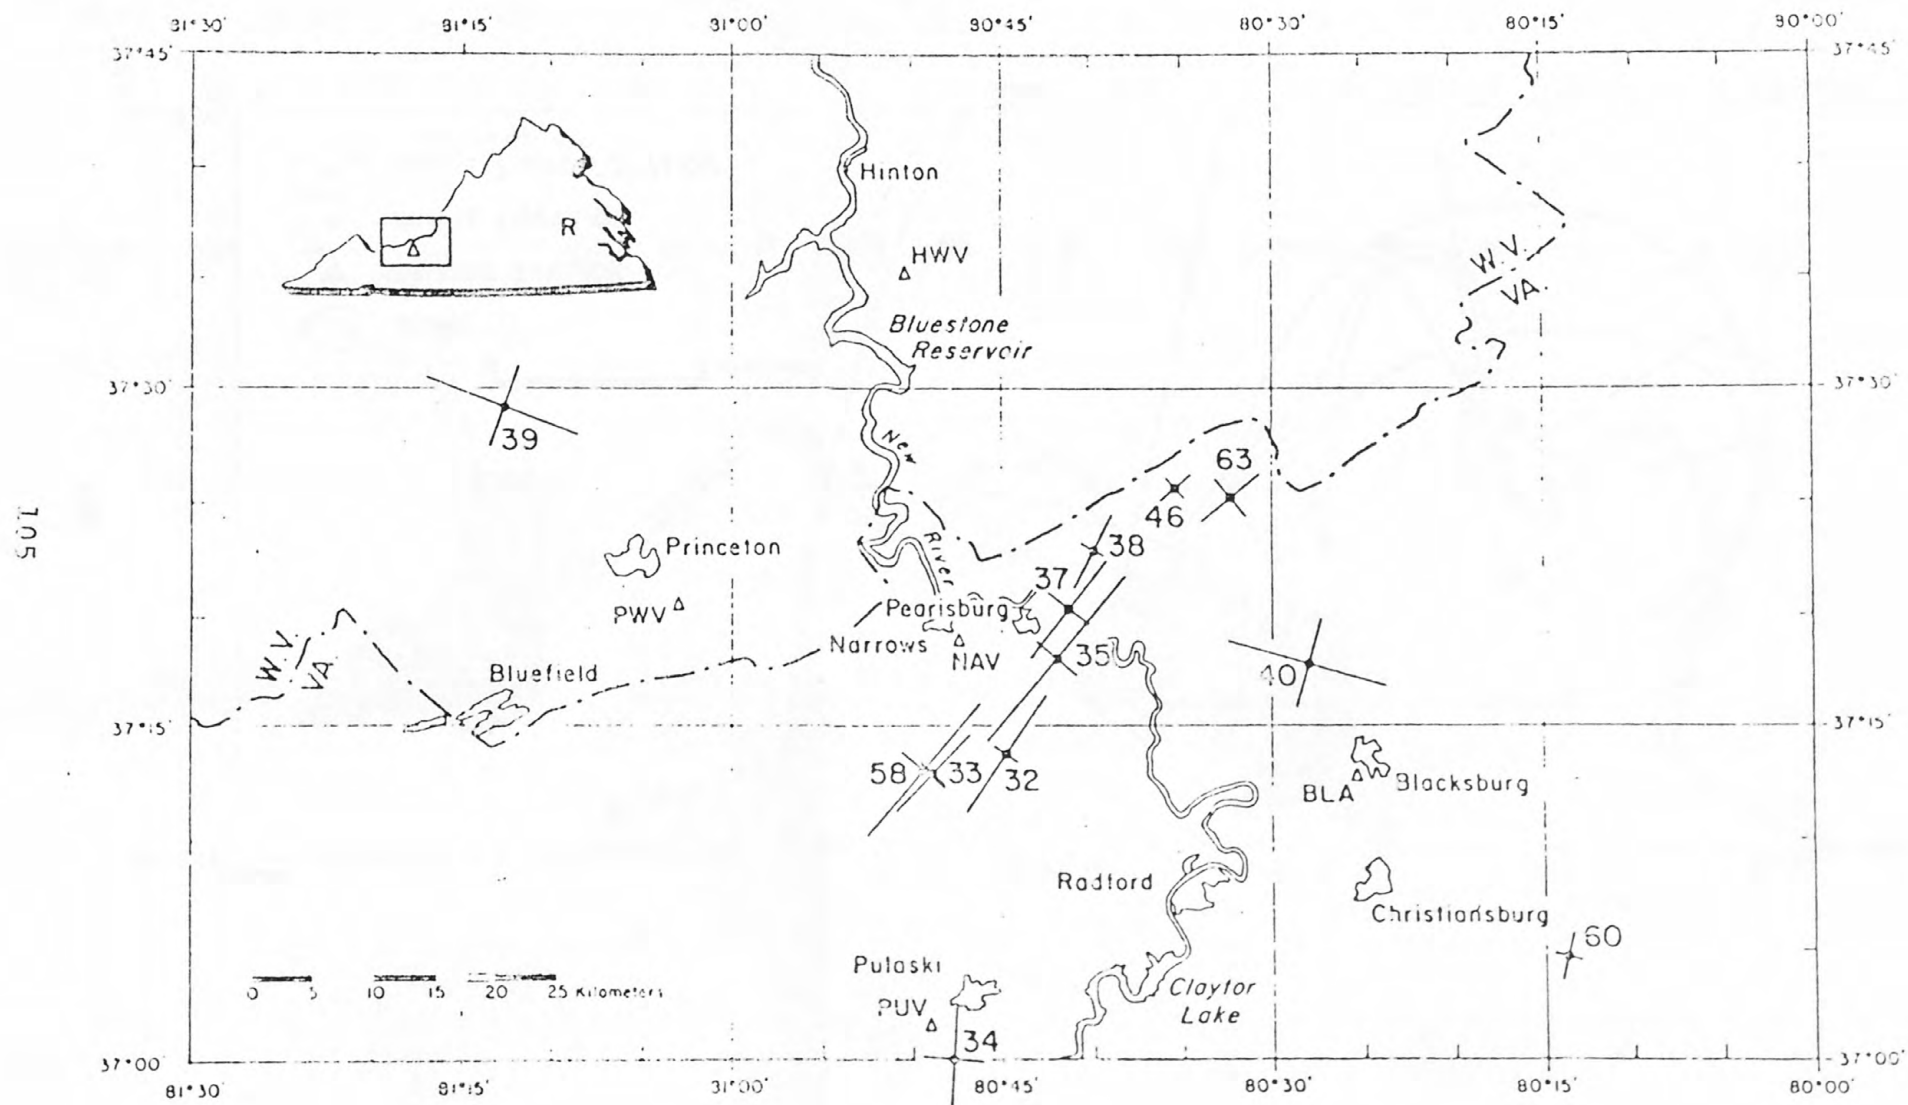 81°30' 81°15' 81°00' 80°45' 80°30' 80°15' 80°00'
37°45' 37°45'
Hinton
R
HWV
W.V.
VA.
Bluestone
Reservoir
37°30' 37°30'
39
New
63
46
105
River
38
Princeton
37
PWV
Pearisburg
Narrows
NAV
35
W.V.
VA.
Bluefield
40
37°15' 37°15'
58
33
32
BLA
Blacksburg
Radford
Christiansburg
60
Pulaski
Claytor
Lake
0 5 10 15 20 25 Kilometers
PUV
34
37°00' 37°00'
81°30' 81°15' 81°00' 80°45' 80°30' 80°15' 80°00'